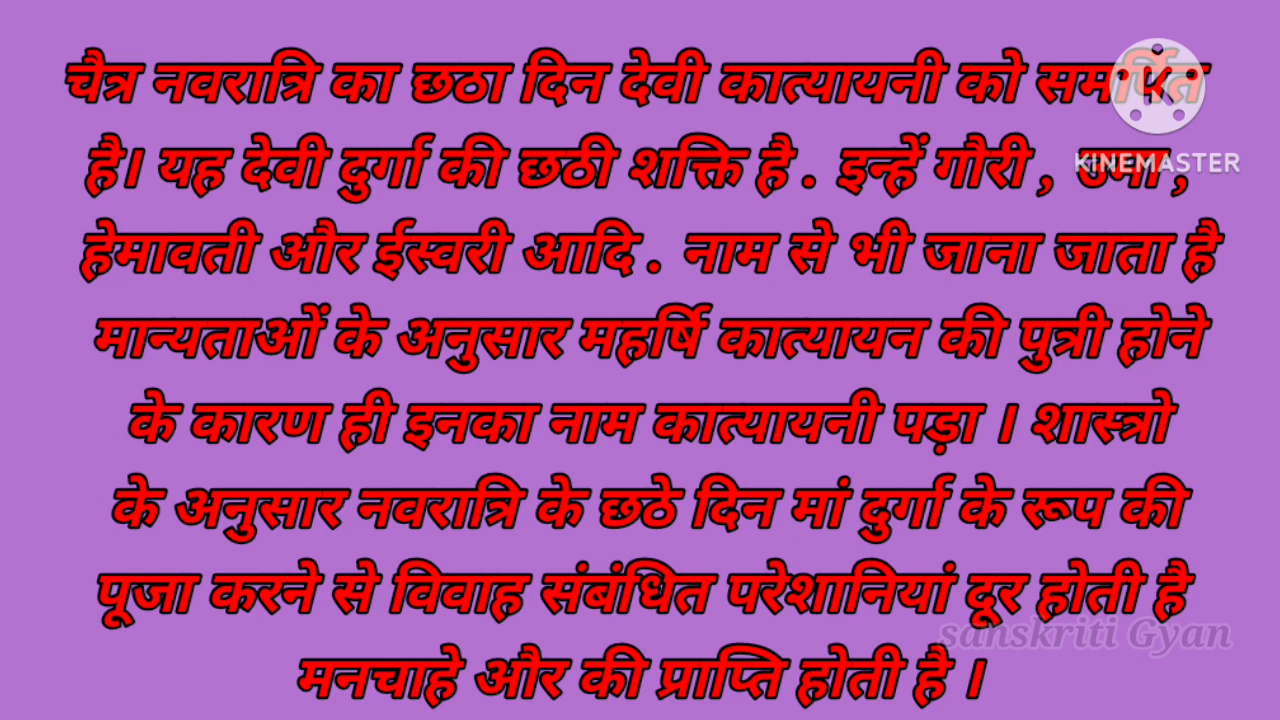 चैत्र नवरात्रि का छठा दिन देवी कात्यायनी को समर्पित
है। यह देवी दुर्गा की छठी शक्ति है . इन्हें गौरी , उमा ,
हेमावती और ईस्वरी आदि . नाम से भी जाना जाता है
मान्यताओं के अनुसार महर्षि कात्यायन की पुत्री होने
के कारण ही इनका नाम कात्यायनी पड़ा । शास्त्रो
के अनुसार नवरात्रि के छठे दिन मां दुर्गा के रूप की
पूजा करने से विवाह संबंधित परेशानियां दूर होती है
मनचाहे और की प्राप्ति होती है ।
K
KINEMASTER
sanskriti Gyan